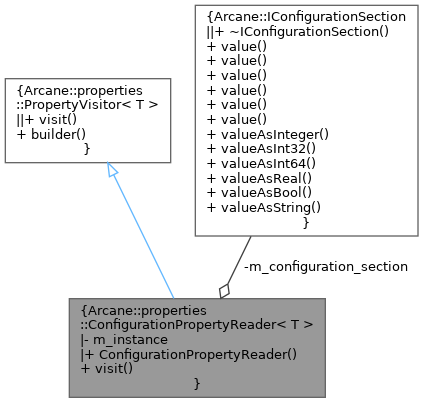 {Arcane::IConfigurationSection
||+ ~IConfigurationSection()
+ value()
+ value()
+ value()
+ value()
+ value()
+ value()
+ valueAsInteger()
+ valueAsInt32()
+ valueAsInt64()
+ valueAsReal()
+ valueAsBool()
+ valueAsString()
}
{Arcane::properties
::PropertyVisitor< T >
||+ visit()
+ builder()
}
-m_configuration_section
{Arcane::properties
::ConfigurationPropertyReader< T >
|- m_instance
|+ ConfigurationPropertyReader()
+ visit()
}